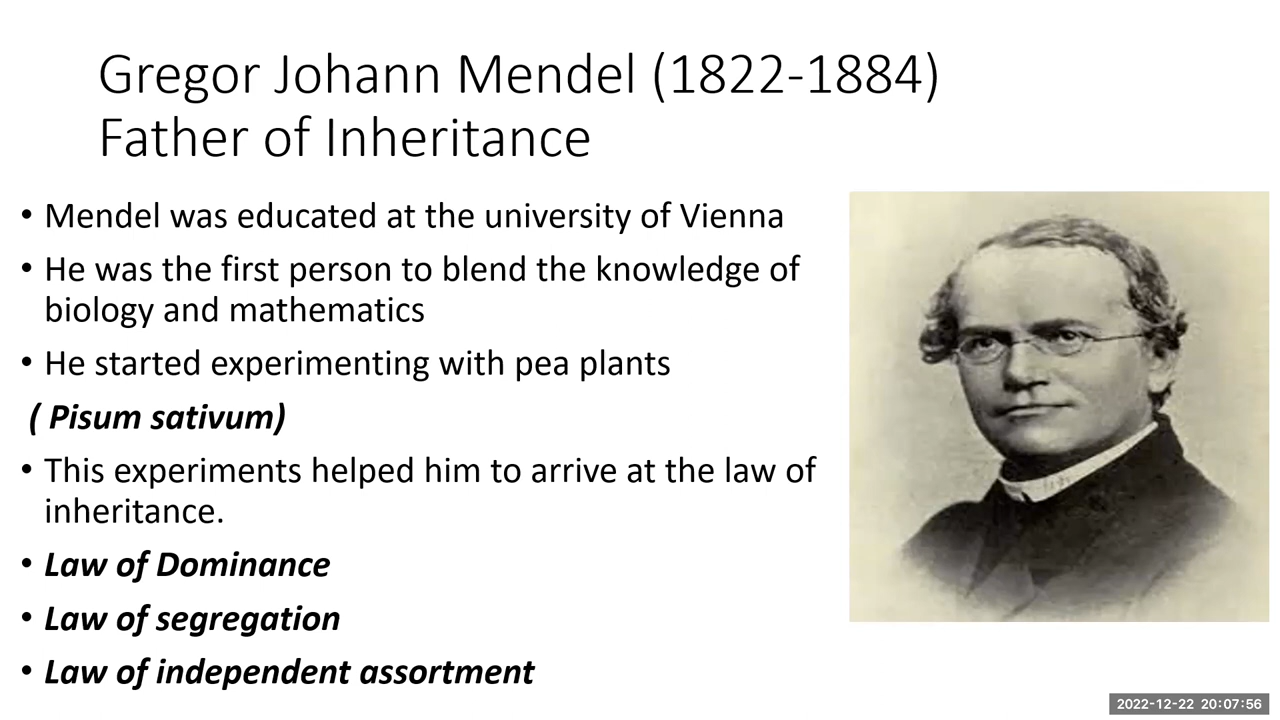 Gregor Johann Mendel (1822-1884)
Father of Inheritance
• Mendel was educated at the university of Vienna
• He was the first person to blend the knowledge of
biology and mathematics
• He started experimenting with pea plants
( Pisum sativum)
• This experiments helped him to arrive at the law of
inheritance.
• Law of Dominance
• Law of segregation
• Law of independent assortment
2022-12-22 20:07:56